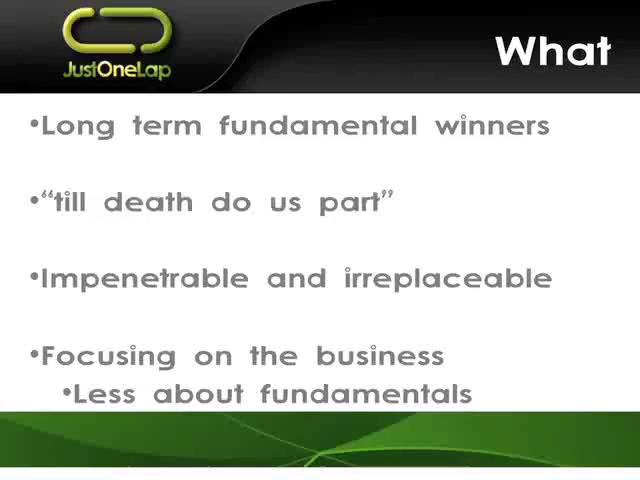 JustOneLap
What
•Long term fundamental winners
•“till death do us part”
•Impenetrable and irreplaceable
•Focusing on the business
•Less about fundamentals